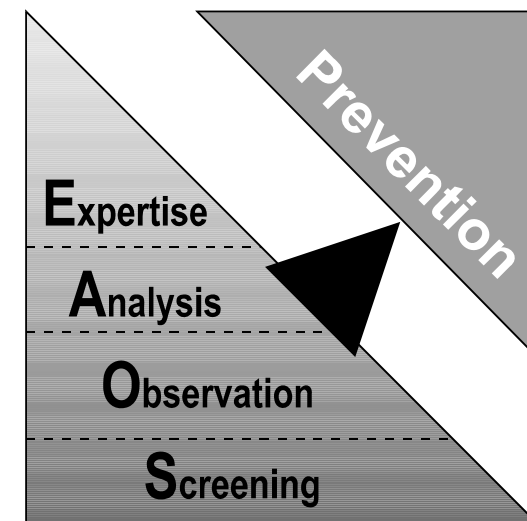 Prevention
Expertise
Analysis
Observation
Screening